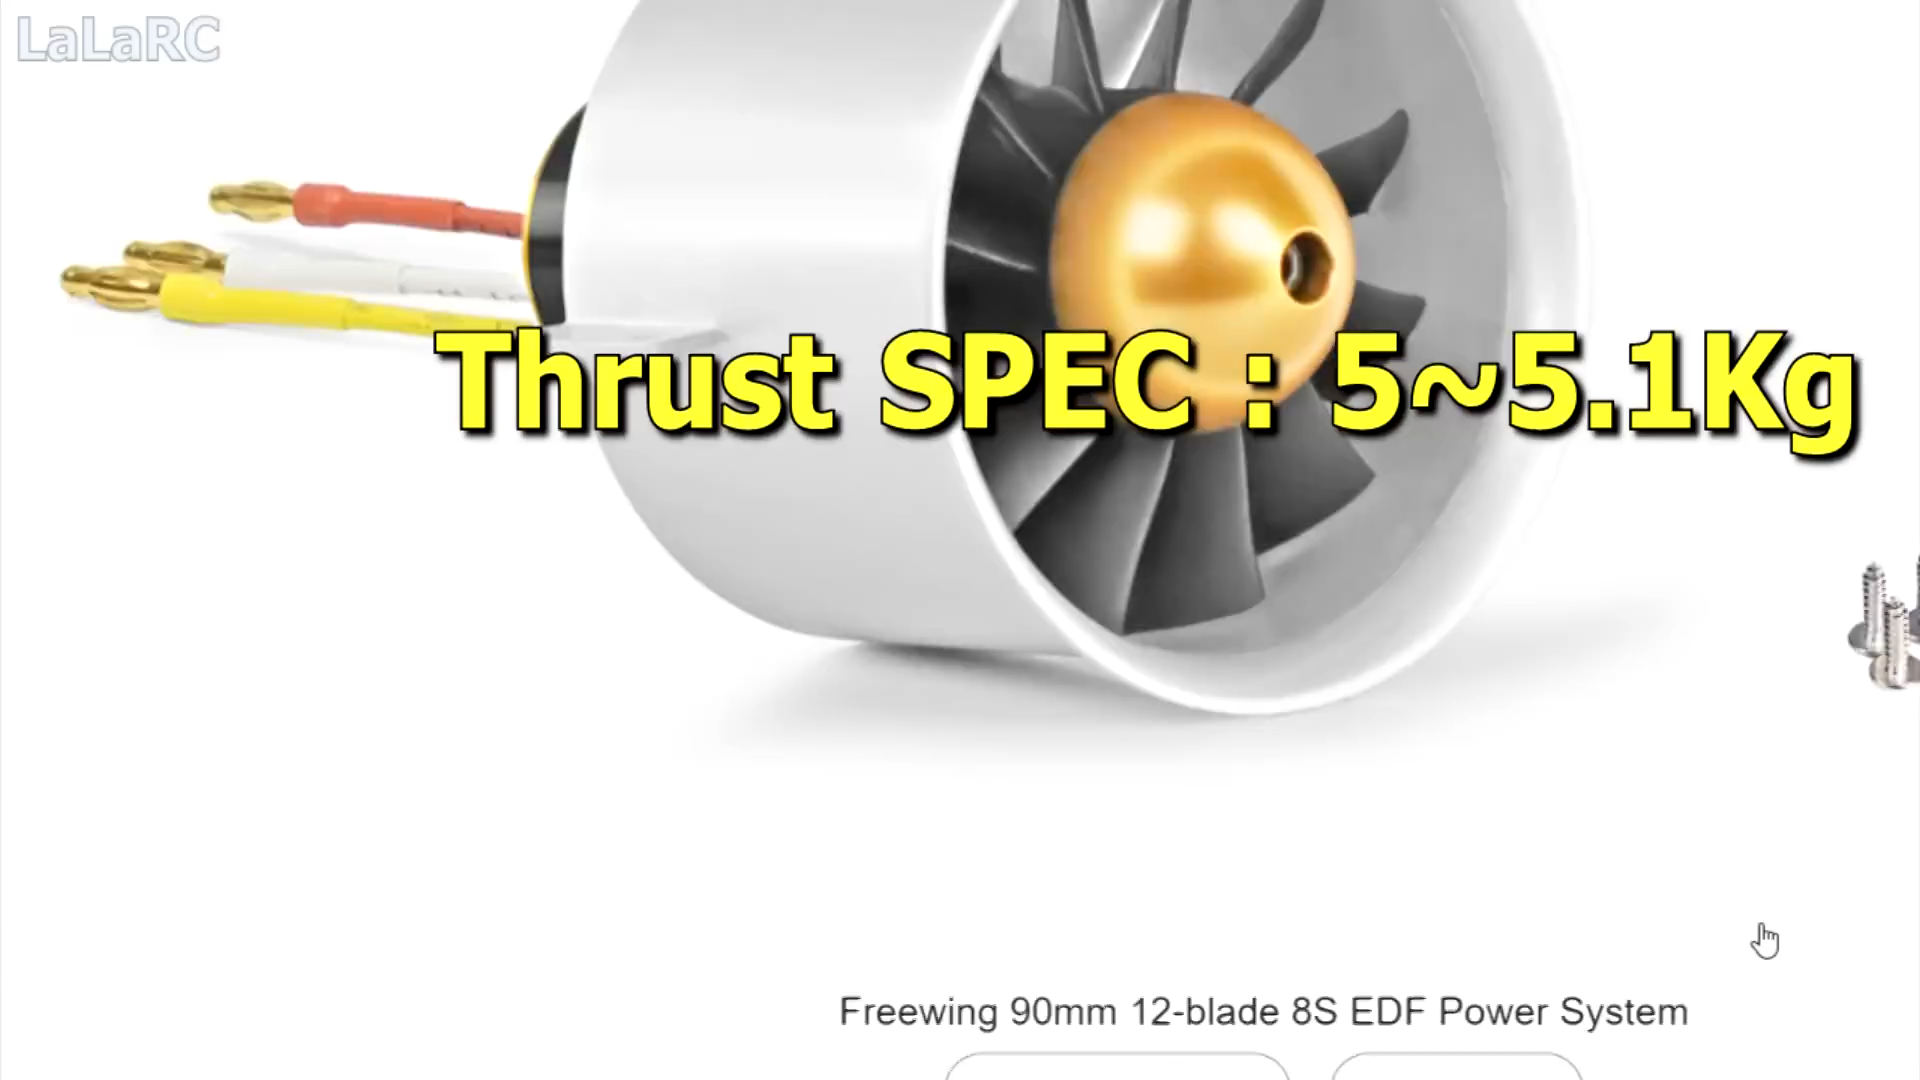 LaLaRC
Thrust SPEC : 5~5.1Kg
Freewing 90mm 12-blade 8S EDF Power System